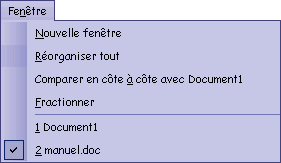 Fenêtre
Nouvelle fenêtre
Réorganiser tout
Comparer en côte à côte avec Document1
Fractionner
1 Document1
2 manuel.doc